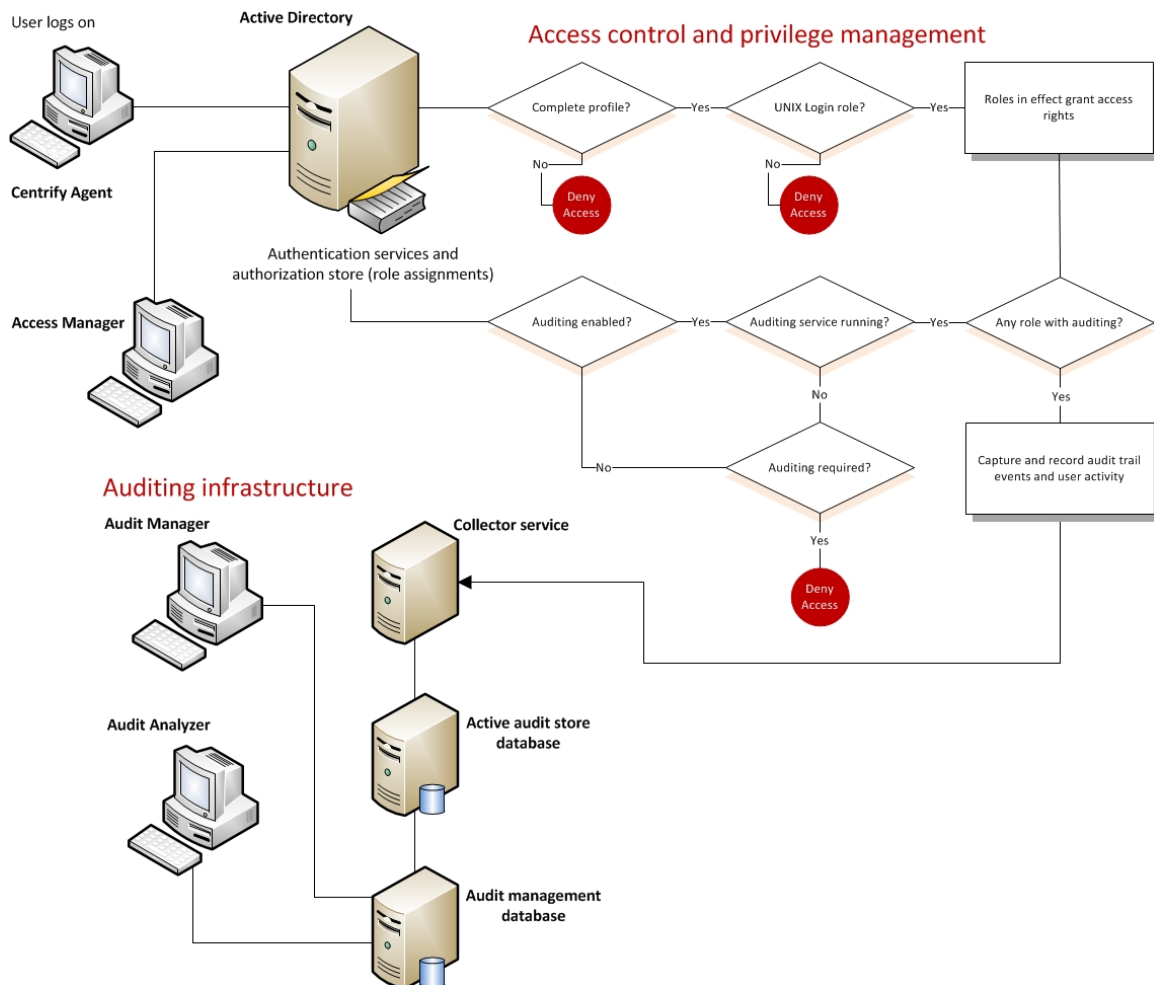 User logs on
Active Directory
Access control and privilege management
Complete profile?
Yes
UNIX Login role?
Yes
Roles in effect grant access
rights
No
Deny
Access
No
Deny
Access
Centrify Agent
Authentication services and
authorization store (role assignments)
Access Manager
Auditing enabled?
Yes
Auditing service running?
Yes
Any role with auditing?
No
Yes
No
Auditing required?
Capture and record audit trail
events and user activity
Yes
Deny
Access
Auditing infrastructure
Audit Manager
Collector service
Audit Analyzer
Active audit store
database
Audit management
database